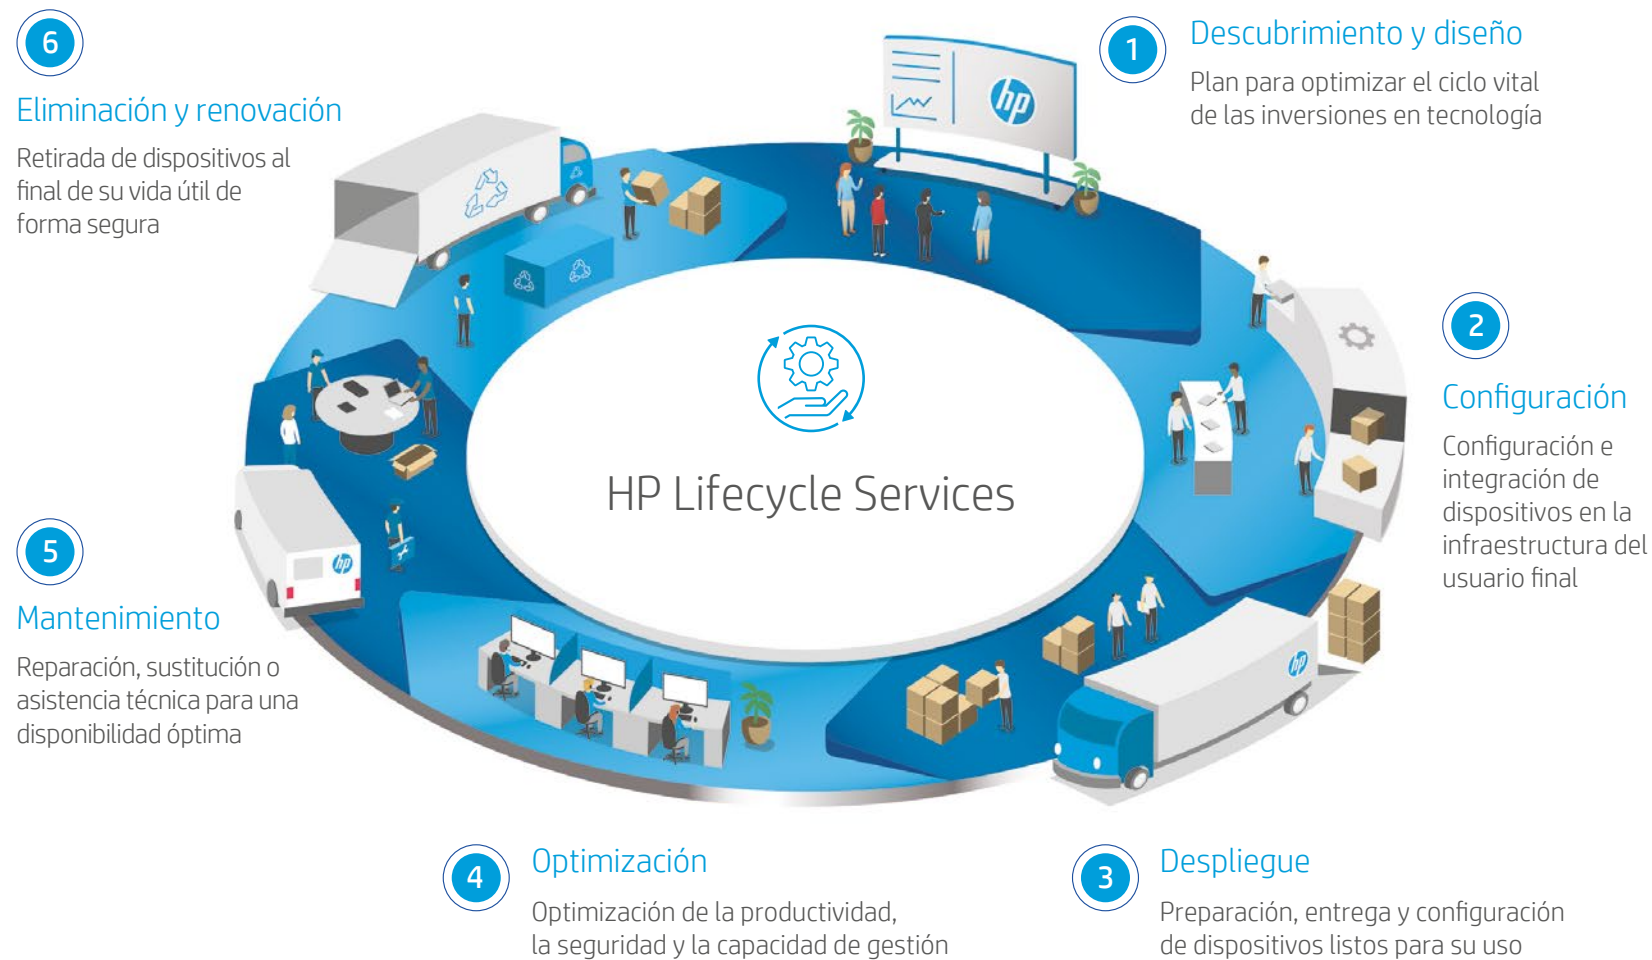 1
Descubrimiento y diseño
Plan para optimizar el ciclo vital
de las inversiones en tecnología
hp
2
Configuración
Configuración e
integración de
dispositivos en la
infraestructura del
usuario final
3
Despliegue
Preparación, entrega y configuración
de dispositivos listos para su uso
hp
4
Optimización
Optimización de la productividad,
la seguridad y la capacidad de gestión
5
Mantenimiento
Reparación, sustitución o
asistencia técnica para una
disponibilidad óptima
hp
6
Eliminación y renovación
Retirada de dispositivos al
final de su vida útil de
forma segura
HP Lifecycle Services